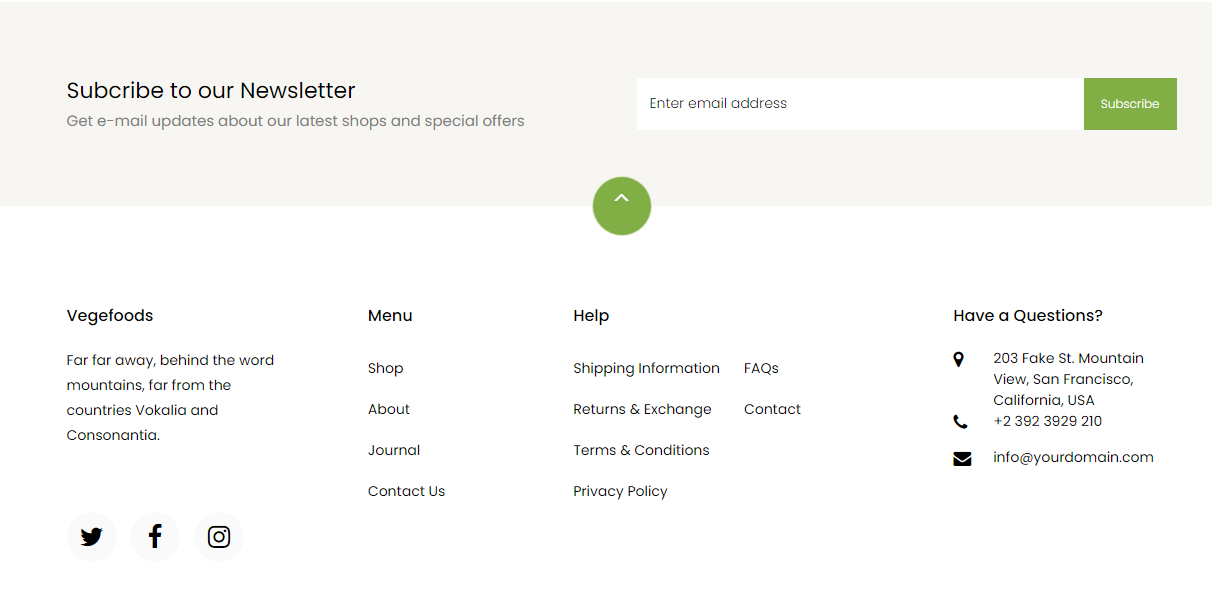 Subcribe to our Newsletter
Get e-mail updates about our latest shops and special offers
Enter email address
Subscribe
Vegefoods
Far far away, behind the word
mountains, far from the
countries Vokalia and
Consonantia.
Menu
Shop
About
Journal
Contact Us
Help
Shipping Information
Returns & Exchange
Terms & Conditions
Privacy Policy
FAQs
Contact
Have a Questions?
203 Fake St. Mountain
View, San Francisco,
California, USA
+2 392 3929 210
info@yourdomain.com